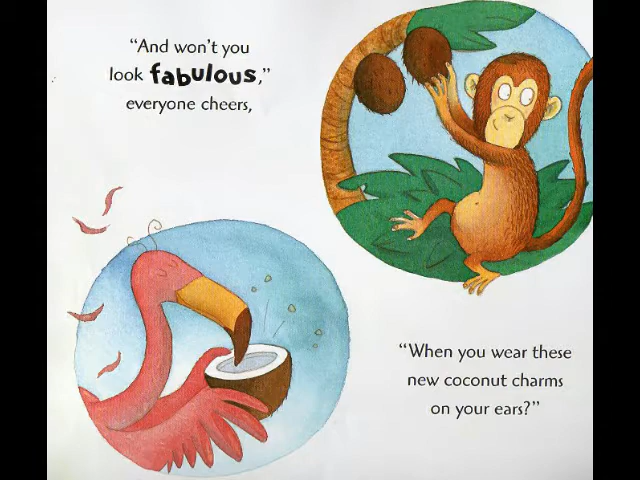 “And won’t you
look fabulous,”
everyone cheers,
“When you wear these
new coconut charms
on your ears?”